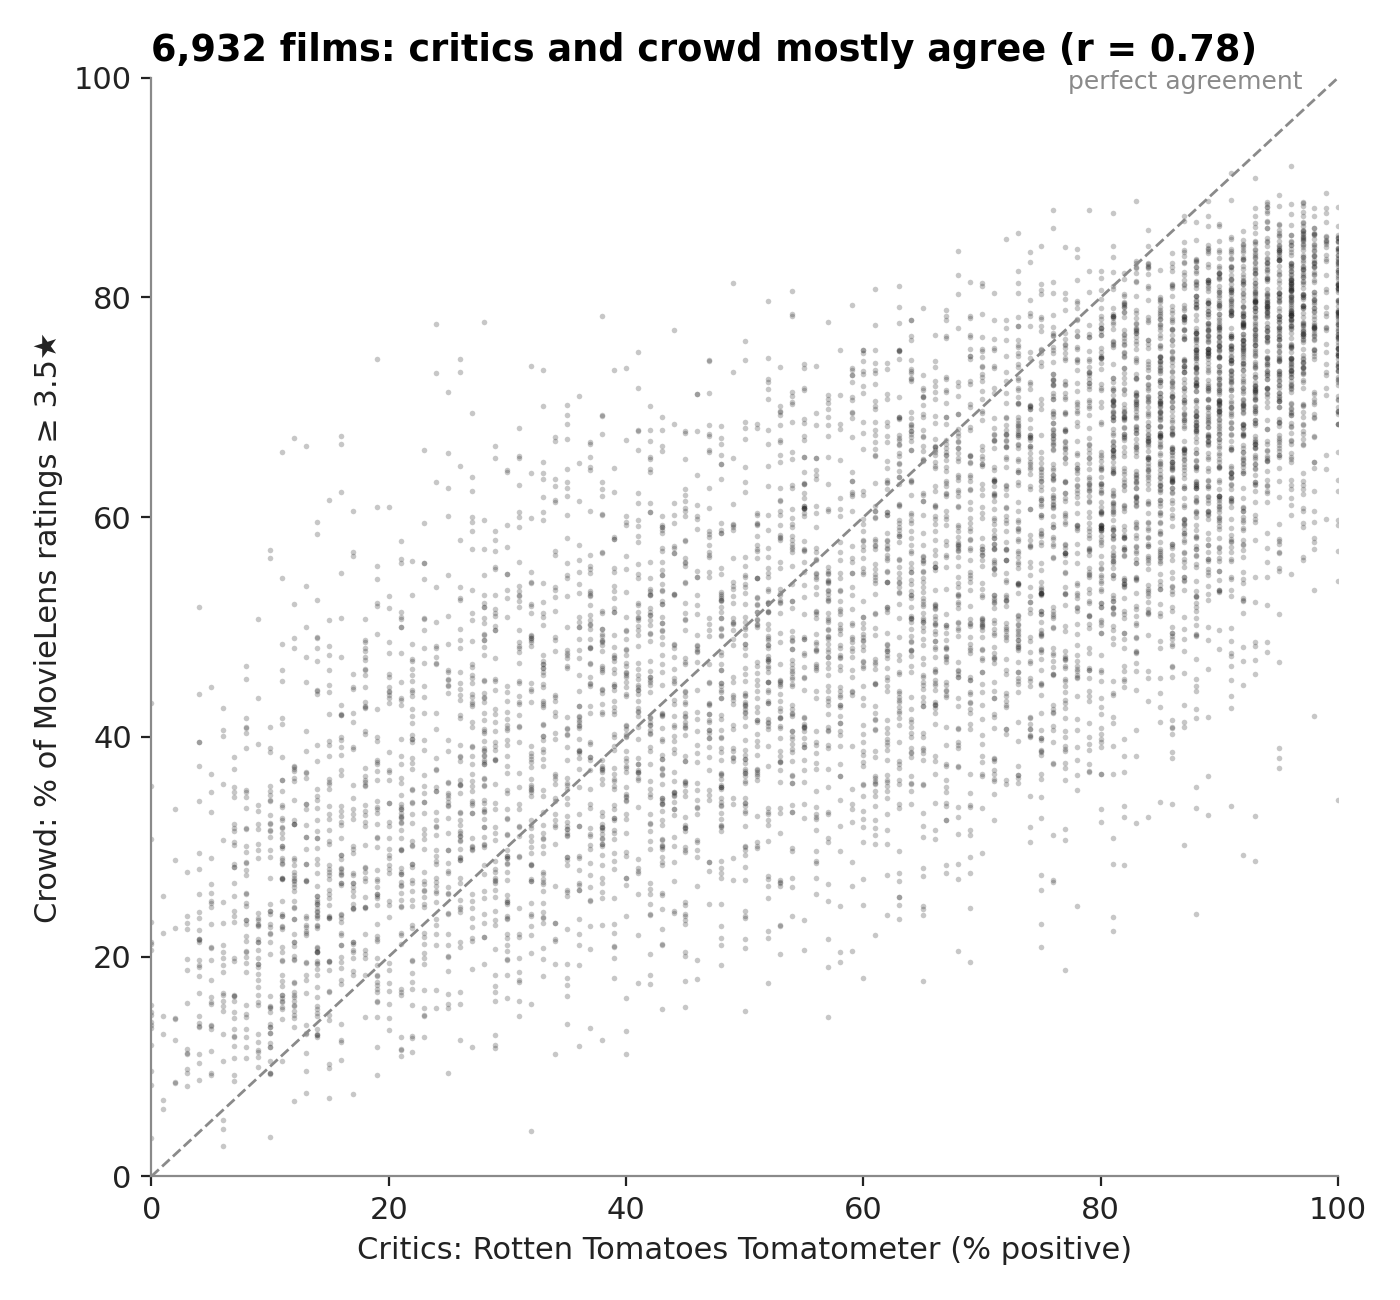 6,932 films: critics and crowd mostly agree (r = 0.78)
perfect agreement
100
80
60
40
20
0
Crowd: % of MovieLens ratings ≥ 3.5★
0 20 40 60 80 100
Critics: Rotten Tomatoes Tomatometer (% positive)